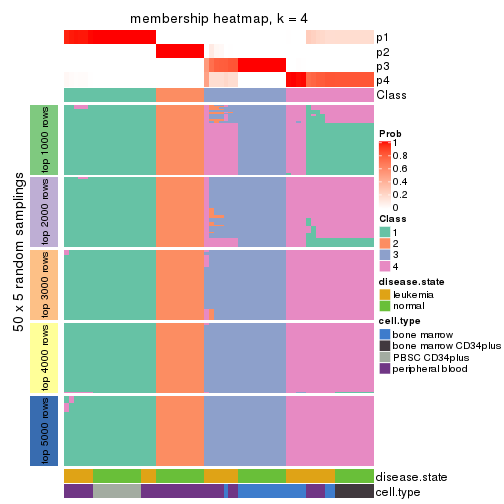 membership heatmap, k = 4
p1
p2
p3
p4
Class
50 x 5 random samplings
top 1000 rows
top 2000 rows
top 3000 rows
top 4000 rows
top 5000 rows
disease.state
cell.type
Prob
1
0.8
0.6
0.4
0.2
0
Class
1
2
3
4
disease.state
leukemia
normal
cell.type
bone marrow
bone marrow CD34plus
PBSC CD34plus
peripheral blood